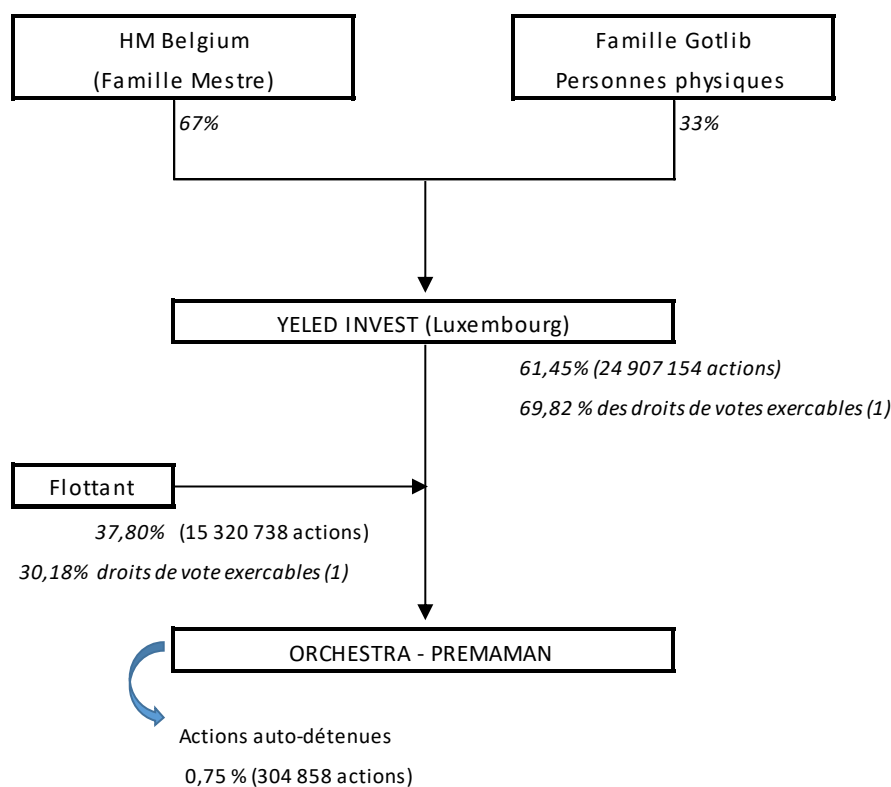 HM Belgium
(Famille Mestre)
Famille Gotlib
Personnes physiques
67%
33%
YELED INVEST (Luxembourg)
61,45% (24 907 154 actions)
69,82 % des droits de votes exercables (1)
Flottant
37,80% (15 320 738 actions)
30,18% droits de vote exercables (1)
ORCHESTRA - PREMAMAN
Actions auto-détenues
0,75 % (304 858 actions)